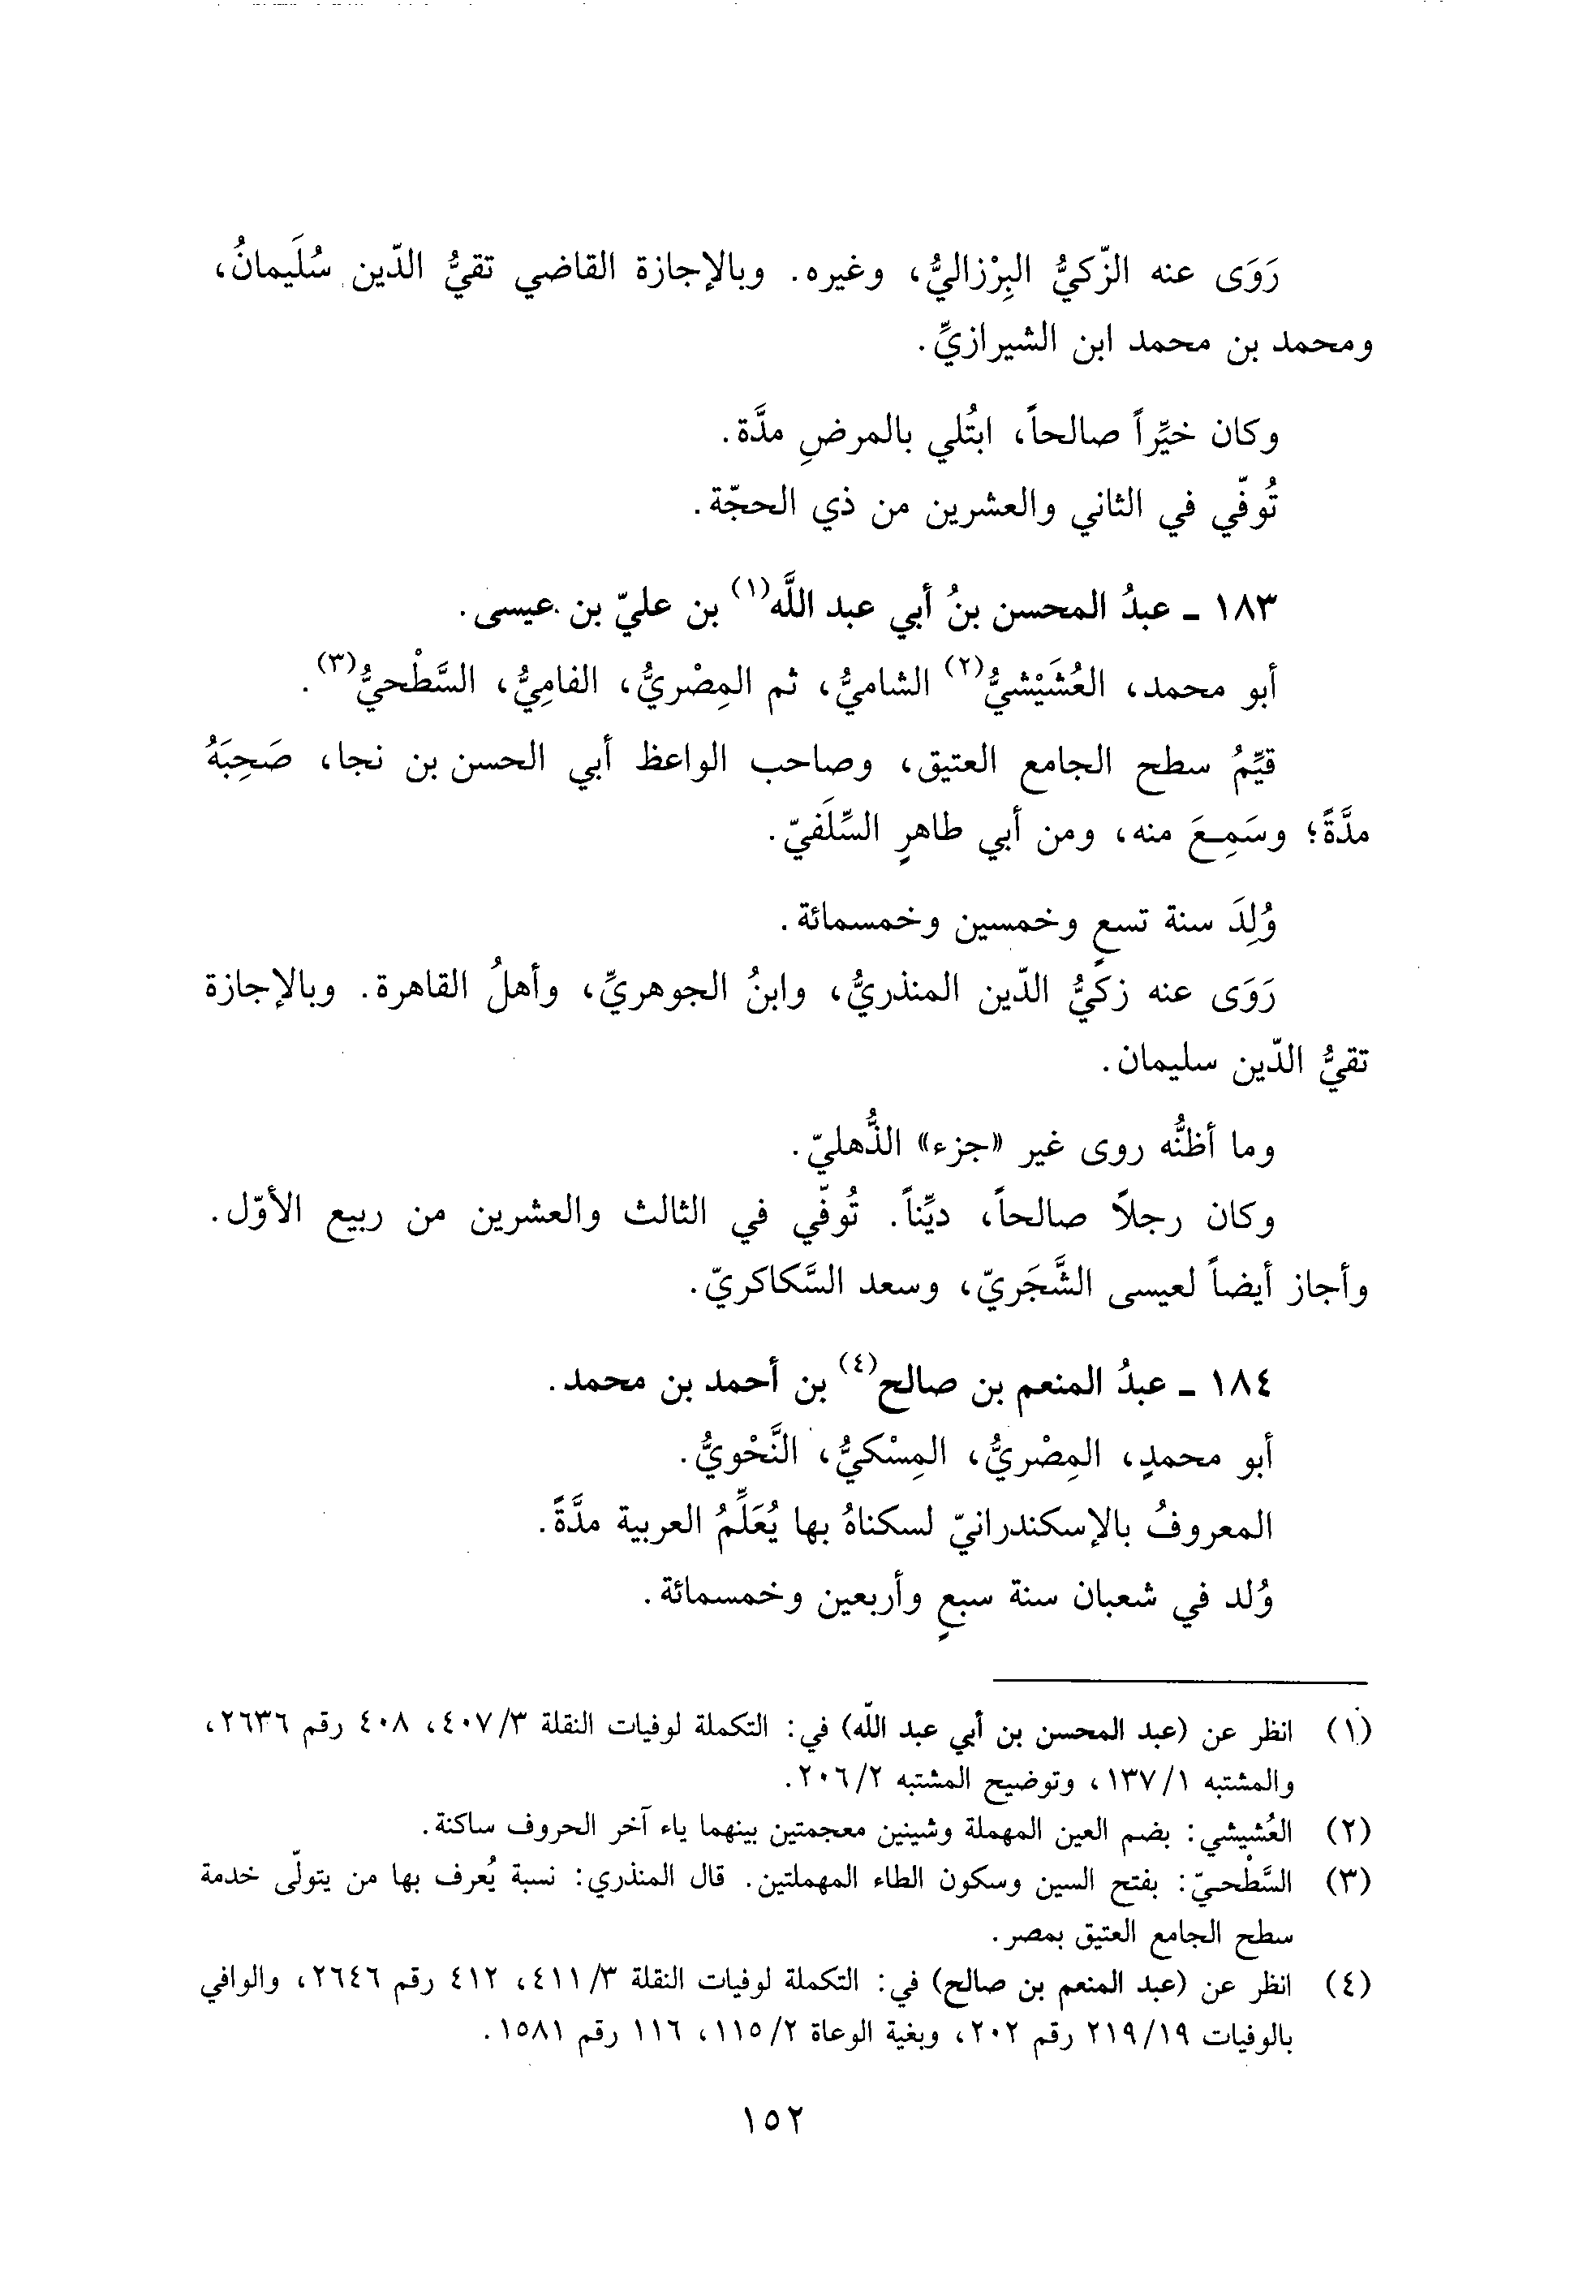 رَوَى عنه الزّكيُّ البِرْزاليُّ، وغيره. وبالإجازة القاضي تقيُّ الدّين سُلَيمانُ،
ومحمد بن محمد ابن الشيرازيِّ.
وكان خيِّراً صالحاً، ابتُلي بالمرضِ مدَّة.
تُوفّي في الثاني والعشرين من ذي الحجّة.
١٨٣ ـ عبدُ المحسن بنُ أبي عبد اللَّه(١) بن عليّ بن عيسى.
أبو محمد، العُشَيْشيُّ(٢) الشاميُّ، ثم المِصْريُّ، الفامِيُّ، السَّطْحيُّ(٣).
قيِّمُ سطح الجامع العتيق، وصاحب الواعظ أبي الحسن بن نجا، صَحِبَهُ
مدَّةً؛ وسَمِعَ منه، ومن أبي طاهرٍ السِّلَفيّ.
وُلِدَ سنة تسعٍ وخمسين وخمسمائة.
رَوَى عنه زكيُّ الدّين المنذريُّ، وابنُ الجوهريِّ، وأهلُ القاهرة. وبالإجازة
تقيُّ الدّين سليمان.
وما أظنُّه روى غير «جزء» الذُّهليّ.
وكان رجلاً صالحاً، ديِّناً. تُوفّي في الثالث والعشرين من ربيع الأوّل.
وأجاز أيضاً لعيسى الشَّجَريّ، وسعد السَّكاكريّ.
١٨٤ ـ عبدُ المنعم بن صالح(٤) بن أحمد بن محمد.
أبو محمدٍ، المِصْريُّ، المِسْكيُّ، النَّحْويُّ.
المعروفُ بالإسكندرانيّ لسكناهُ بها يُعَلِّمُ العربية مدَّةً.
وُلد في شعبان سنة سبعٍ وأربعين وخمسمائة.
(١) انظر عن (عبد المحسن بن أبي عبد اللّه) في: التكملة لوفيات النقلة ٣/ ٤٠٧، ٤٠٨ رقم ٢٦٣٦،
والمشتبه ١/ ١٣٧، وتوضيح المشتبه ٢/ ٢٠٦.
(٢) العُشيشي: بضم العين المهملة وشينين معجمتين بينهما ياء آخر الحروف ساكنة.
(٣) السَّطْحيّ: بفتح السين وسكون الطاء المهملتين. قال المنذري: نسبة يُعرف بها من يتولّى خدمة
سطح الجامع العتيق بمصر.
(٤) انظر عن (عبد المنعم بن صالح) في: التكملة لوفيات النقلة ٣/ ٤١١، ٤١٢ رقم ٢٦٤٦، والوافي
بالوفيات ١٩/ ٢١٩ رقم ٢٠٢، وبغية الوعاة ٢/ ١١٥، ١١٦ رقم ١٥٨١.
١٥٢